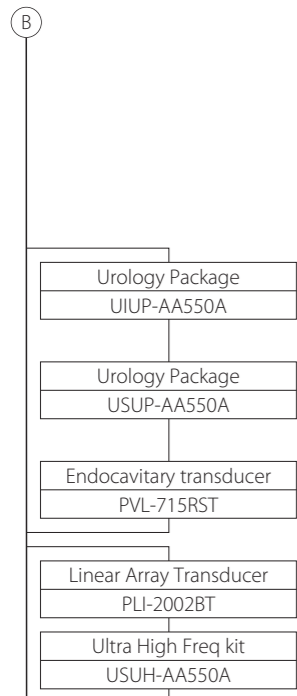 B
Urology Package
UIUP-AA550A
Urology Package
USUP-AA550A
Endocavitary transducer
PVL-715RST
Linear Array Transducer
PLI-2002BT
Ultra High Freq kit
USUH-AA550A